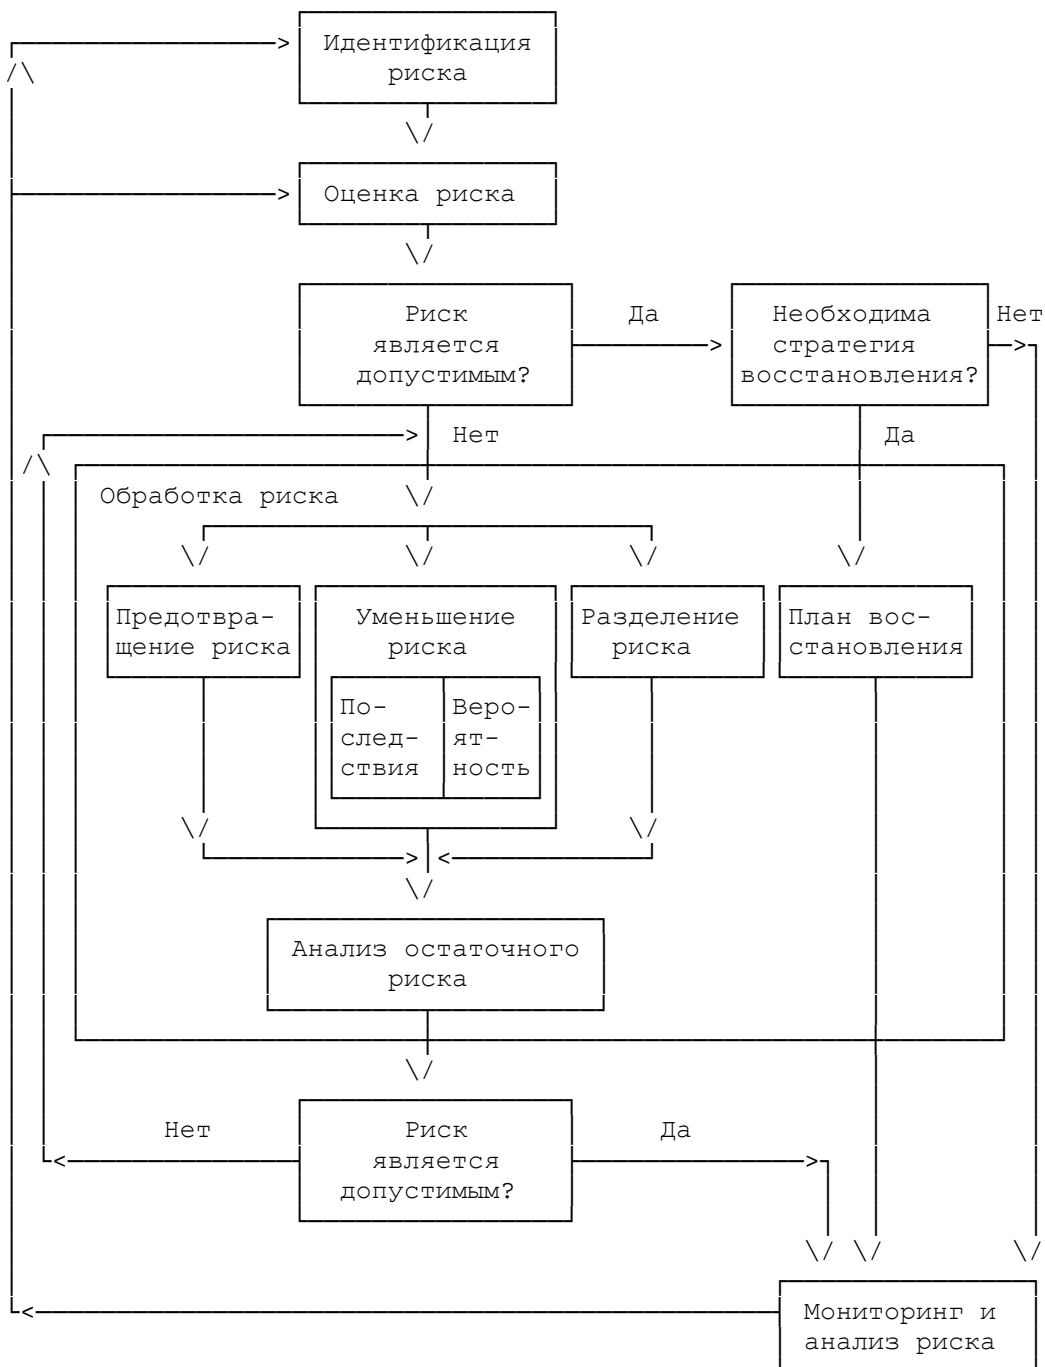 Идентификация
риска
Оценка риска
Риск
является
допустимым?
Да
Необходима
стратегия
восстановления?
Нет
Нет
Да
Обработка риска
Предотвра-
щение риска
Уменьшение
риска
По-
след-
ствия
Веро-
ят-
ность
Разделение
риска
План вос-
становления
Анализ остаточного
риска
Нет
Риск
является
допустимым?
Да
Мониторинг и
анализ риска